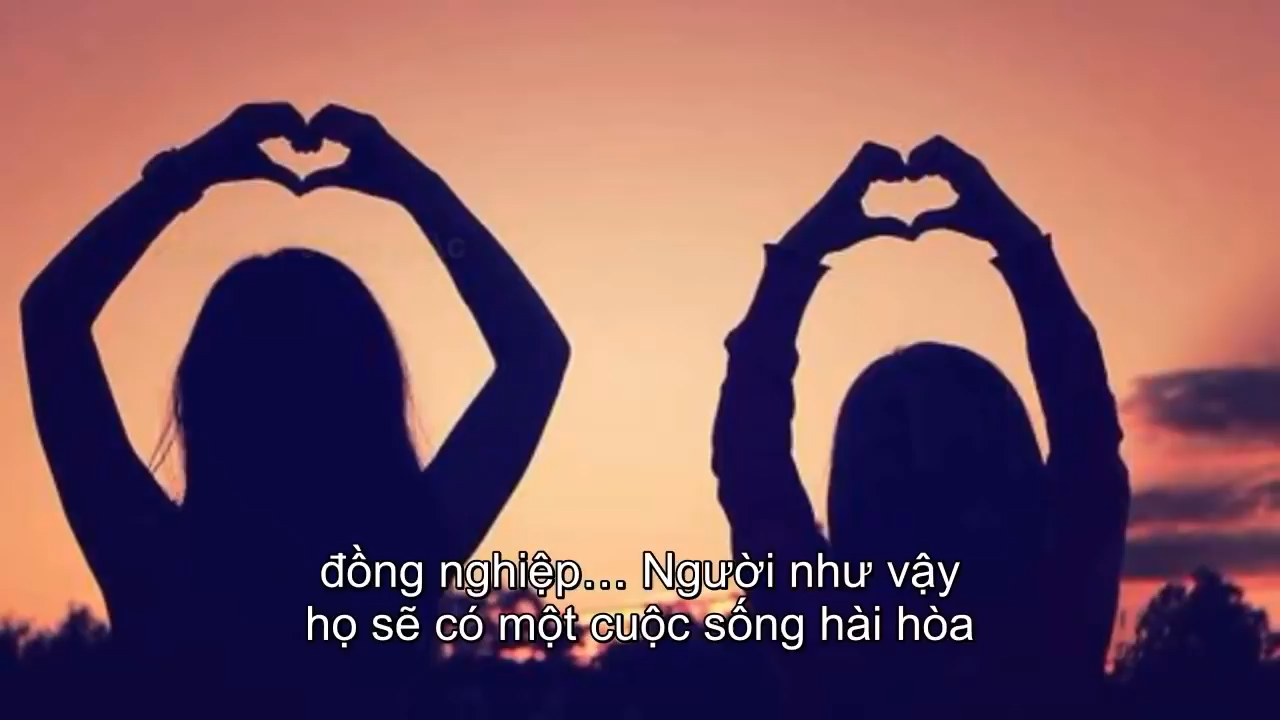 đồng nghiệp... Người như vậy
họ sẽ có một cuộc sống hài hòa